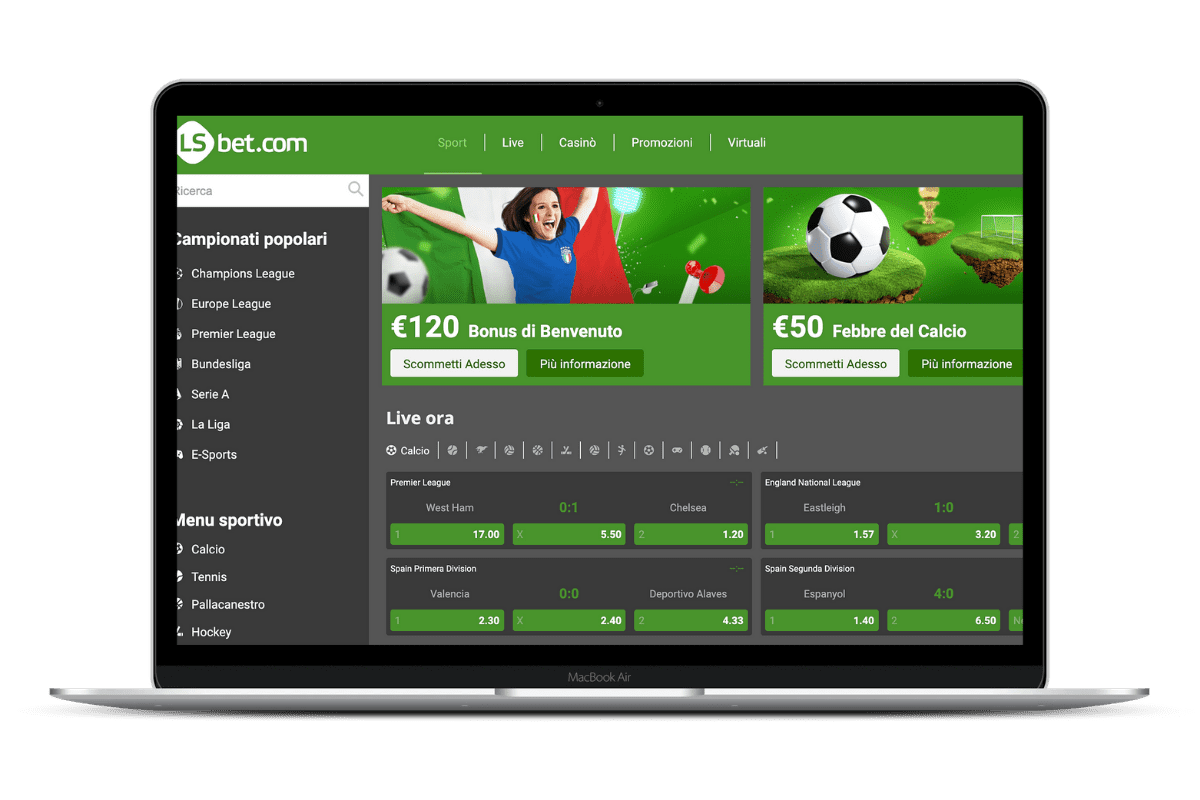 LSbet.com
Sport
Live
Casinò
Promozioni
Virtuali
Ricerca
Campionati popolari
Champions League
Europe League
Premier League
Bundesliga
Serie A
La Liga
E-Sports
Menu sportivo
Calcio
Tennis
Pallacanestro
Hockey
€120 Bonus di Benvenuto
Scommetti Adesso
Più informazione
€50 Febbre del Calcio
Scommetti Adesso
Più informazione
Live ora
Calcio
Premier League
--:--
West Ham 0:1 Chelsea
1 17.00 X 5.50 2 1.20
England National League
Eastleigh 1:0
1 1.57 X 3.20 2
Spain Primera Division
--:--
Valencia 0:0 Deportivo Alaves
1 2.30 X 2.40 2 4.33
Spain Segunda Division
Espanyol 4:0
1 1.40 2 6.50
MacBook Air